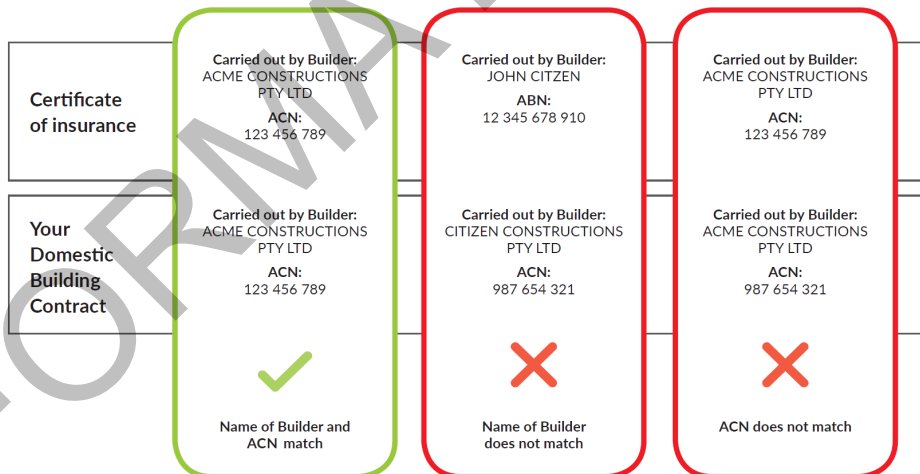 Certificate
of insurance
Carried out by Builder:
ACME CONSTRUCTIONS
PTY LTD
ACN:
123 456 789
Carried out by Builder:
JOHN CITZEN
ABN:
12 345 678 910
Carried out by Builder:
ACME CONSTRUCTIONS
PTY LTD
ACN:
123 456 789
Your
Domestic
Building
Contract
Carried out by Builder:
ACME CONSTRUCTIONS
PTY LTD
ACN:
123 456 789
Carried out by Builder:
CITIZEN CONSTRUCTIONS
PTY LTD
ACN:
987 654 321
Carried out by Builder:
ACME CONSTRUCTIONS
PTY LTD
ACN:
987 654 321
Name of Builder and
ACN match
Name of Builder
does not match
ACN does not match
ORMA